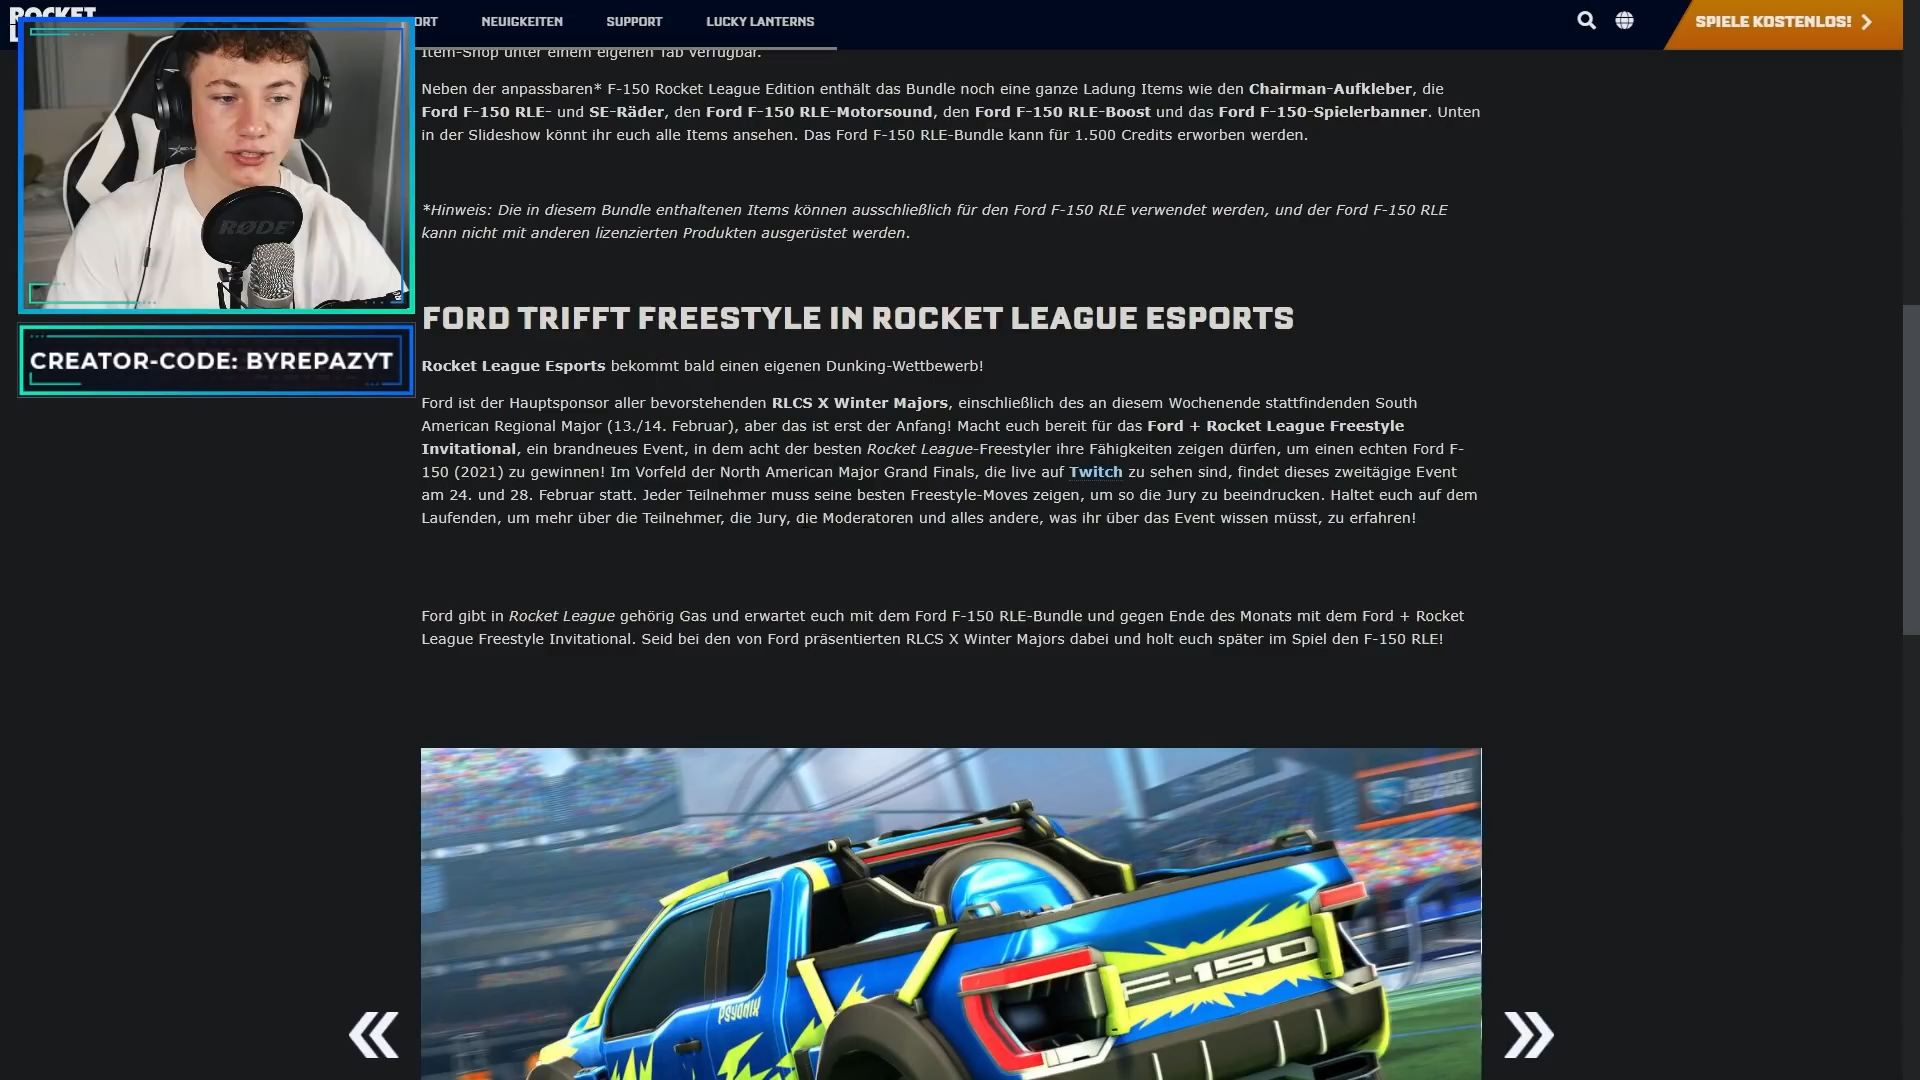 ROCKET
ORT
NEUIGKEITEN
SUPPORT
LUCKY LANTERNS
SPIELE KOSTENLOS!
Item-Shop unter einem eigenen Tab verfügbar.
Neben der anpassbaren* F-150 Rocket League Edition enthält das Bundle noch eine ganze Ladung Items wie den Chairman-Aufkleber, die
Ford F-150 RLE- und SE-Räder, den Ford F-150 RLE-Motorsound, den Ford F-150 RLE-Boost und das Ford F-150-Spielerbanner. Unten
in der Slideshow könnt ihr euch alle Items ansehen. Das Ford F-150 RLE-Bundle kann für 1.500 Credits erworben werden.
*Hinweis: Die in diesem Bundle enthaltenen Items können ausschließlich für den Ford F-150 RLE verwendet werden, und der Ford F-150 RLE
kann nicht mit anderen lizenzierten Produkten ausgerüstet werden.
RØDE
CREATOR-CODE: BYREPAZYT
FORD TRIFFT FREESTYLE IN ROCKET LEAGUE ESPORTS
Rocket League Esports bekommt bald einen eigenen Dunking-Wettbewerb!
Ford ist der Hauptsponsor aller bevorstehenden RLCS X Winter Majors, einschließlich des an diesem Wochenende stattfindenden South
American Regional Major (13./14. Februar), aber das ist erst der Anfang! Macht euch bereit für das Ford + Rocket League Freestyle
Invitational, ein brandneues Event, in dem acht der besten Rocket League-Freestyler ihre Fähigkeiten zeigen dürfen, um einen echten Ford F-
150 (2021) zu gewinnen! Im Vorfeld der North American Major Grand Finals, die live auf Twitch zu sehen sind, findet dieses zweitägige Event
am 24. und 28. Februar statt. Jeder Teilnehmer muss seine besten Freestyle-Moves zeigen, um so die Jury zu beeindrucken. Haltet euch auf dem
Laufenden, um mehr über die Teilnehmer, die Jury, die Moderatoren und alles andere, was ihr über das Event wissen müsst, zu erfahren!
Ford gibt in Rocket League gehörig Gas und erwartet euch mit dem Ford F-150 RLE-Bundle und gegen Ende des Monats mit dem Ford + Rocket
League Freestyle Invitational. Seid bei den von Ford präsentierten RLCS X Winter Majors dabei und holt euch später im Spiel den F-150 RLE!
F-150
PSYONIX